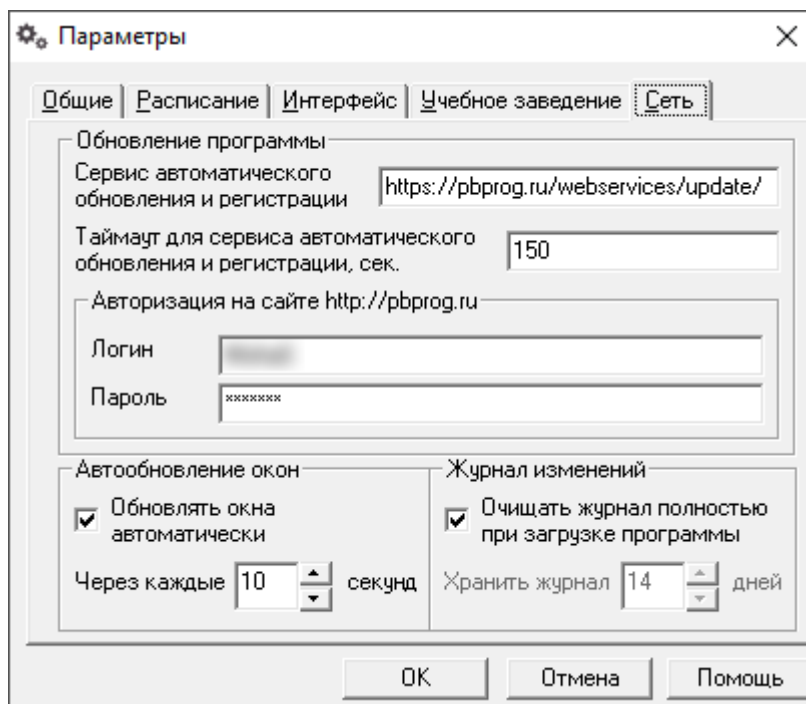 Параметры
Общие Расписание Интерфейс Учебное заведение Сеть
Обновление программы
Сервис автоматического
обновления и регистрации
https://pbprog.ru/webservices/update/
Таймаут для сервиса автоматического
обновления и регистрации, сек.
150
Авторизация на сайте http://pbprog.ru
Логин
Пароль ×××××××
Автообновление окон
Обновлять окна
автоматически
Через каждые 10 секунд
Журнал изменений
Очищать журнал полностью
при загрузке программы
Хранить журнал 14 дней
OK Отмена Помощь